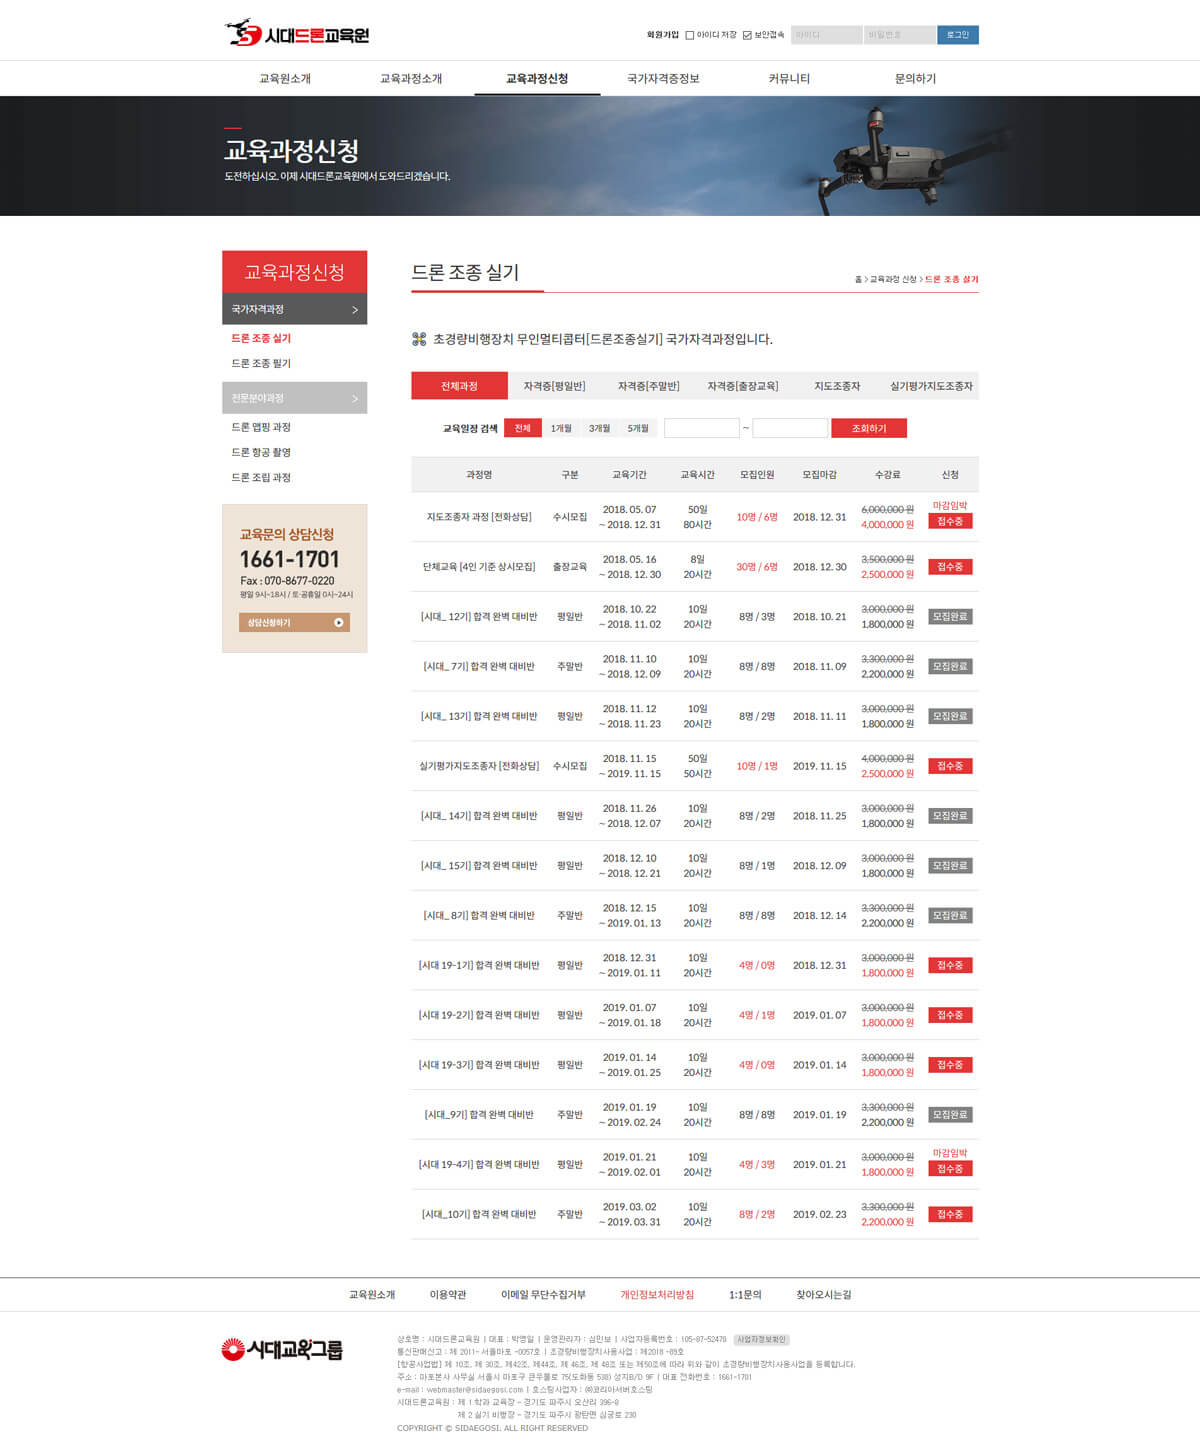 시대드론교육원
회원가입 아이디 저장 보안접속 아이디 비밀번호 로그인
교육원소개 교육과정소개 교육과정신청 국가자격증정보 커뮤니티 문의하기
교육과정신청
도전하십시오. 이제 시대드론교육원에서 도와드리겠습니다.
교육과정신청
국가자격과정
드론 조종 실기
드론 조종 필기
전문분야과정
드론 맵핑 과정
드론 항공 촬영
드론 조립 과정
교육문의 상담신청
1661-1701
Fax : 070-8677-0220
평일 9시~18시 / 토·공휴일 0시~24시
상담신청하기
드론 조종 실기
홈 > 교육과정 신청 > 드론 조종 실기
초경량비행장치 무인멀티콥터[드론조종실기] 국가자격과정입니다.
전체과정 자격증[평일반] 자격증[주말반] 자격증[출장교육] 지도조종자 실기평가지도조종자
교육일정 검색 전체 1개월 3개월 5개월 ~ 조회하기
과정명 구분 교육기간 교육시간 모집인원 모집마감 수강료 신청
지도조종자 과정 [전화상담] 수시모집 2018. 05. 07 ~ 2018. 12. 31 50일 80시간 10명 / 6명 2018. 12. 31 6,000,000 원 4,000,000 원 마감임박 접수중
단체교육 [4인 기준 상시모집] 출장교육 2018. 05. 16 ~ 2018. 12. 30 8일 20시간 30명 / 6명 2018. 12. 30 3,500,000 원 2,500,000 원 접수중
[시대_ 12기] 합격 완벽 대비반 평일반 2018. 10. 22 ~ 2018. 11. 02 10일 20시간 8명 / 3명 2018. 10. 21 3,000,000 원 1,800,000 원 모집완료
[시대_ 7기] 합격 완벽 대비반 주말반 2018. 11. 10 ~ 2018. 12. 09 10일 20시간 8명 / 8명 2018. 11. 09 3,300,000 원 2,200,000 원 모집완료
[시대_ 13기] 합격 완벽 대비반 평일반 2018. 11. 12 ~ 2018. 11. 23 10일 20시간 8명 / 2명 2018. 11. 11 3,000,000 원 1,800,000 원 모집완료
실기평가지도조종자 [전화상담] 수시모집 2018. 11. 15 ~ 2019. 11. 15 50일 50시간 10명 / 1명 2019. 11. 15 4,000,000 원 2,500,000 원 접수중
[시대_ 14기] 합격 완벽 대비반 평일반 2018. 11. 26 ~ 2018. 12. 07 10일 20시간 8명 / 2명 2018. 11. 25 3,000,000 원 1,800,000 원 모집완료
[시대_ 15기] 합격 완벽 대비반 평일반 2018. 12. 10 ~ 2018. 12. 21 10일 20시간 8명 / 1명 2018. 12. 09 3,000,000 원 1,800,000 원 모집완료
[시대_ 8기] 합격 완벽 대비반 주말반 2018. 12. 15 ~ 2019. 01. 13 10일 20시간 8명 / 8명 2018. 12. 14 3,300,000 원 2,200,000 원 모집완료
[시대 19-1기] 합격 완벽 대비반 평일반 2018. 12. 31 ~ 2019. 01. 11 10일 20시간 4명 / 0명 2018. 12. 31 3,000,000 원 1,800,000 원 접수중
[시대 19-2기] 합격 완벽 대비반 평일반 2019. 01. 07 ~ 2019. 01. 18 10일 20시간 4명 / 1명 2019. 01. 07 3,000,000 원 1,800,000 원 접수중
[시대 19-3기] 합격 완벽 대비반 평일반 2019. 01. 14 ~ 2019. 01. 25 10일 20시간 4명 / 0명 2019. 01. 14 3,000,000 원 1,800,000 원 접수중
[시대_9기] 합격 완벽 대비반 주말반 2019. 01. 19 ~ 2019. 02. 24 10일 20시간 8명 / 8명 2019. 01. 19 3,300,000 원 2,200,000 원 모집완료
[시대 19-4기] 합격 완벽 대비반 평일반 2019. 01. 21 ~ 2019. 02. 01 10일 20시간 4명 / 3명 2019. 01. 21 3,000,000 원 1,800,000 원 마감임박 접수중
[시대_10기] 합격 완벽 대비반 주말반 2019. 03. 02 ~ 2019. 03. 31 10일 20시간 8명 / 2명 2019. 02. 23 3,300,000 원 2,200,000 원 접수중
교육원소개 이용약관 이메일 무단수집거부 개인정보처리방침 1:1문의 찾아오시는길
시대교육그룹
상호명 : 시대드론교육원 | 대표 : 박영일 | 운영관리자 : 심민보 | 사업자등록번호 : 105-87-52478 사업자정보확인
통신판매신고 : 제 2011- 서울마포 -0057호 | 초경량비행장치사용사업 : 제2018 -89호
[항공사업법] 제 10조, 제 30조, 제42조, 제44조, 제 46조, 제 48조 또는 제50조에 따라 위와 같이 초경량비행장치사용사업을 등록합니다.
주소 : 마포본사 사무실 서울시 마포구 큰우물로 75(도화동 538) 성지B/D 9F | 대표 전화번호 : 1661-1701
e-mail : webmaster@sidaegosi.com | 호스팅사업자 : ㈜코리아서버호스팅
시대드론교육원 : 제 1 학과 교육장 - 경기도 파주시 오산리 396-8
제 2 실기 비행장 - 경기도 파주시 광탄면 심궁로 230
COPYRIGHT © SIDAEGOSI. ALL RIGHT RESERVED